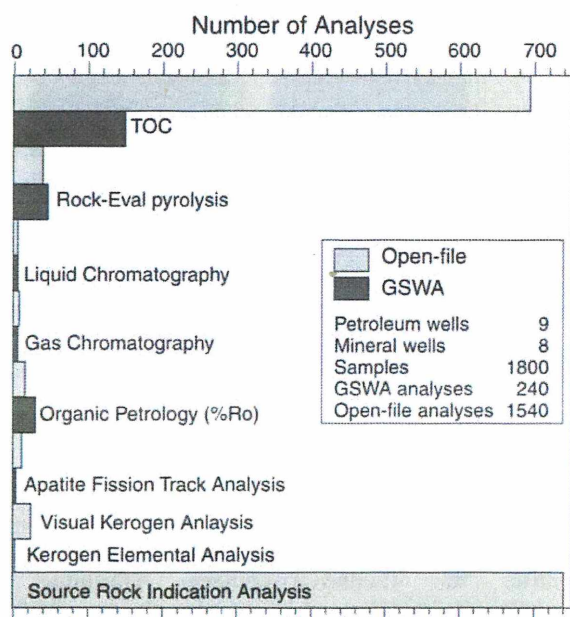 Number of Analyses
0 100 200 300 400 500 600 700
TOC
Rock-Eval pyrolysis
Liquid Chromatography
Gas Chromatography
Organic Petrology (%Ro)
Apatite Fission Track Analysis
Visual Kerogen Anlaysis
Kerogen Elemental Analysis
Source Rock Indication Analysis
Open-file
GSWA
Petroleum wells 9
Mineral wells 8
Samples 1800
GSWA analyses 240
Open-file analyses 1540